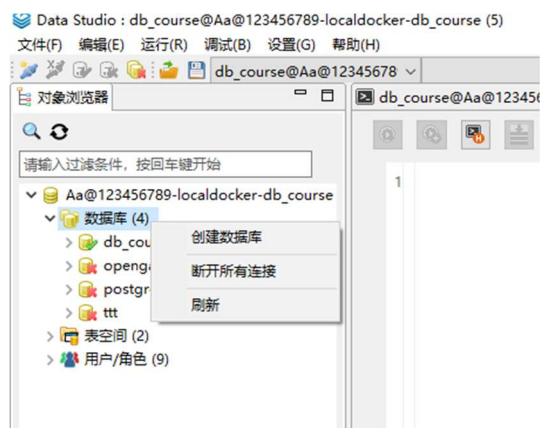 Data Studio : db_course@Aa@123456789-localdocker-db_course (5)
文件(F) 编辑(E) 运行(R) 调试(B) 设置(G) 帮助(H)
db_course@Aa@12345678
对象浏览器
db_course@Aa@12345
请输入过滤条件，按回车键开始
1
Aa@123456789-localdocker-db_course
数据库 (4)
创建数据库
db_cou
断开所有连接
openga
postgr
刷新
ttt
表空间 (2)
用户/角色 (9)